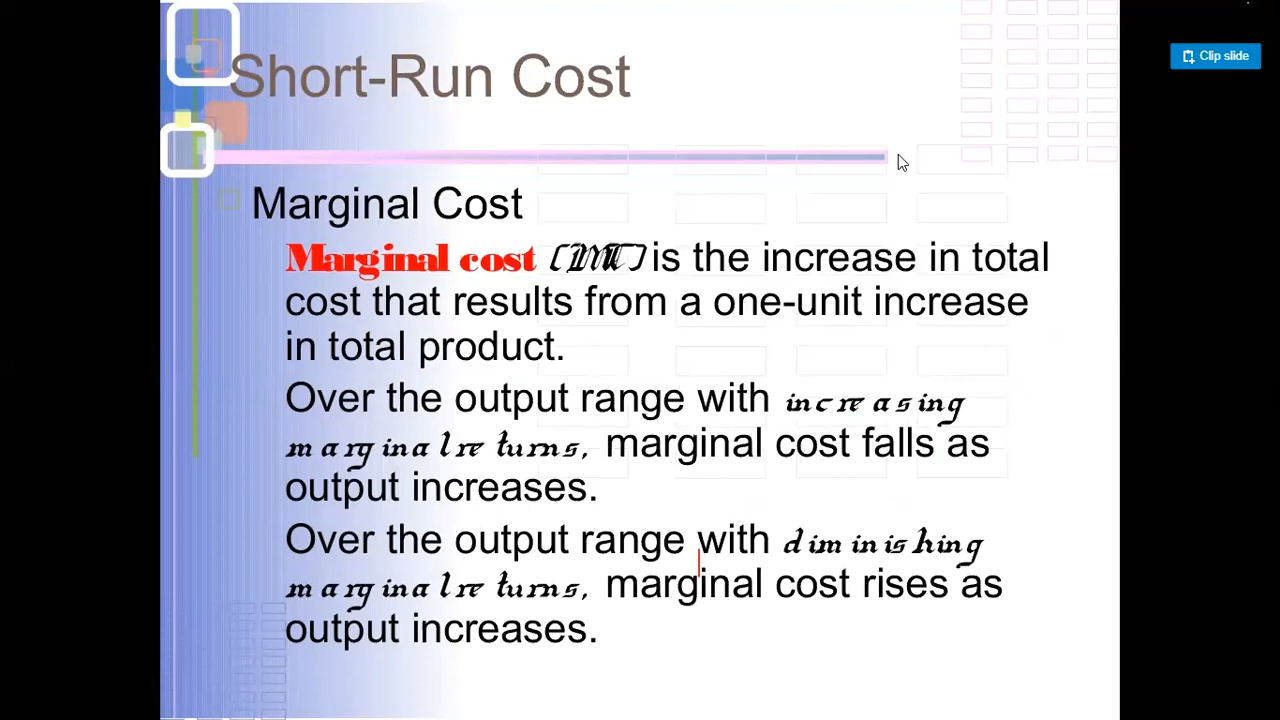 Short-Run Cost
Clip slide
Marginal Cost
Marginal cost (MC) is the increase in total
cost that results from a one-unit increase
in total product.
Over the output range with increasing
marginal returns, marginal cost falls as
output increases.
Over the output range with diminishing
marginal returns, marginal cost rises as
output increases.